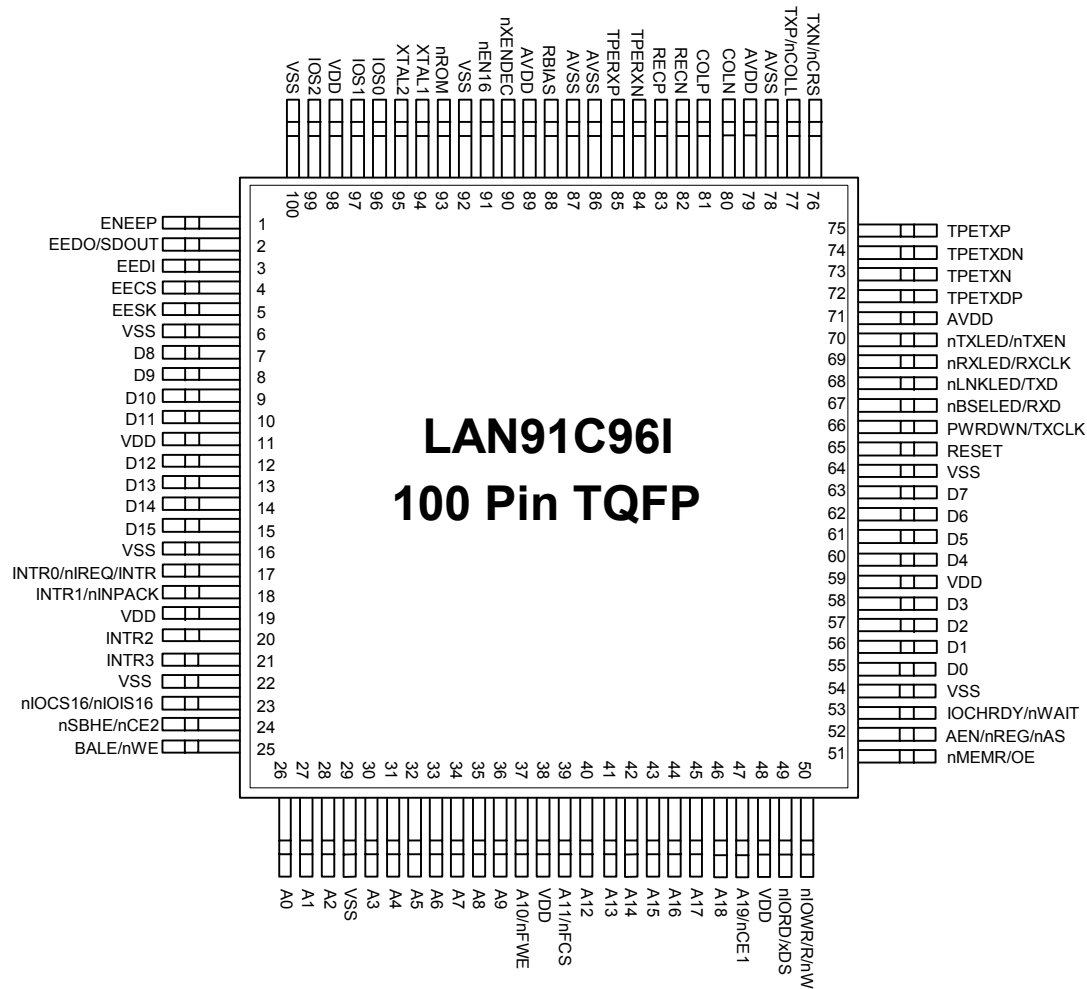 VSS
IOS2
VDD
IOS1
IOS0
XTAL2
XTAL1
nROM
VSS
nEN16
nXENDEC
AVDD
RBIAS
AVSS
AVSS
TPERXP
TPERXN
RECP
RECN
COLP
COLN
AVDD
AVSS
TXP/nCOLL
TXN/nCRS
100
99
98
97
96
95
94
93
92
91
90
89
88
87
86
85
84
83
82
81
80
79
78
77
76
ENEEP 1
EEDO/SDOUT 2
EEDI 3
EECS 4
EESK 5
VSS 6
D8 7
D9 8
D10 9
D11 10
VDD 11
D12 12
D13 13
D14 14
D15 15
VSS 16
INTR0/nIREQ/INTR 17
INTR1/nINPACK 18
VDD 19
INTR2 20
INTR3 21
VSS 22
nIOCS16/nIOIS16 23
nSBHE/nCE2 24
BALE/nWE 25
LAN91C96I
100 Pin TQFP
75 TPETXP
74 TPETXDN
73 TPETXN
72 TPETXDP
71 AVDD
70 nTXLED/nTXEN
69 nRXLED/RXCLK
68 nLNKLED/TXD
67 nBSELED/RXD
66 PWRDWN/TXCLK
65 RESET
64 VSS
63 D7
62 D6
61 D5
60 D4
59 VDD
58 D3
57 D2
56 D1
55 D0
54 VSS
53 IOCHRDY/nWAIT
52 AEN/nREG/nAS
51 nMEMR/OE
26
27
28
29
30
31
32
33
34
35
36
37
38
39
40
41
42
43
44
45
46
47
48
49
50
A0
A1
A2
VSS
A3
A4
A5
A6
A7
A8
A9
A10/nFWE
VDD
A11/nFCS
A12
A13
A14
A15
A16
A17
A18
A19/nCE1
VDD
nIORD/xDS
nIOWR/R/nW